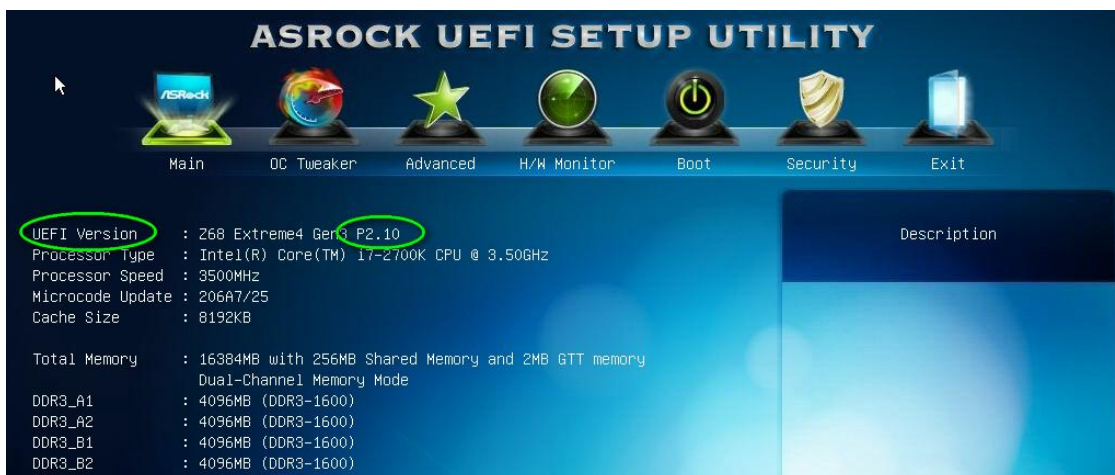 ASROCK UEFI SETUP UTILITY
ASRock
Main OC Tweaker Advanced H/W Monitor Boot Security Exit
UEFI Version : Z68 Extreme4 Gen3 P2.10
Description
Processor Type : Intel(R) Core(TM) i7-2700K CPU @ 3.50GHz
Processor Speed : 3500MHz
Microcode Update : 206A7/25
Cache Size : 8192KB
Total Memory : 16384MB with 256MB Shared Memory and 2MB GTT memory
Dual-Channel Memory Mode
DDR3_A1 : 4096MB (DDR3-1600)
DDR3_A2 : 4096MB (DDR3-1600)
DDR3_B1 : 4096MB (DDR3-1600)
DDR3_B2 : 4096MB (DDR3-1600)